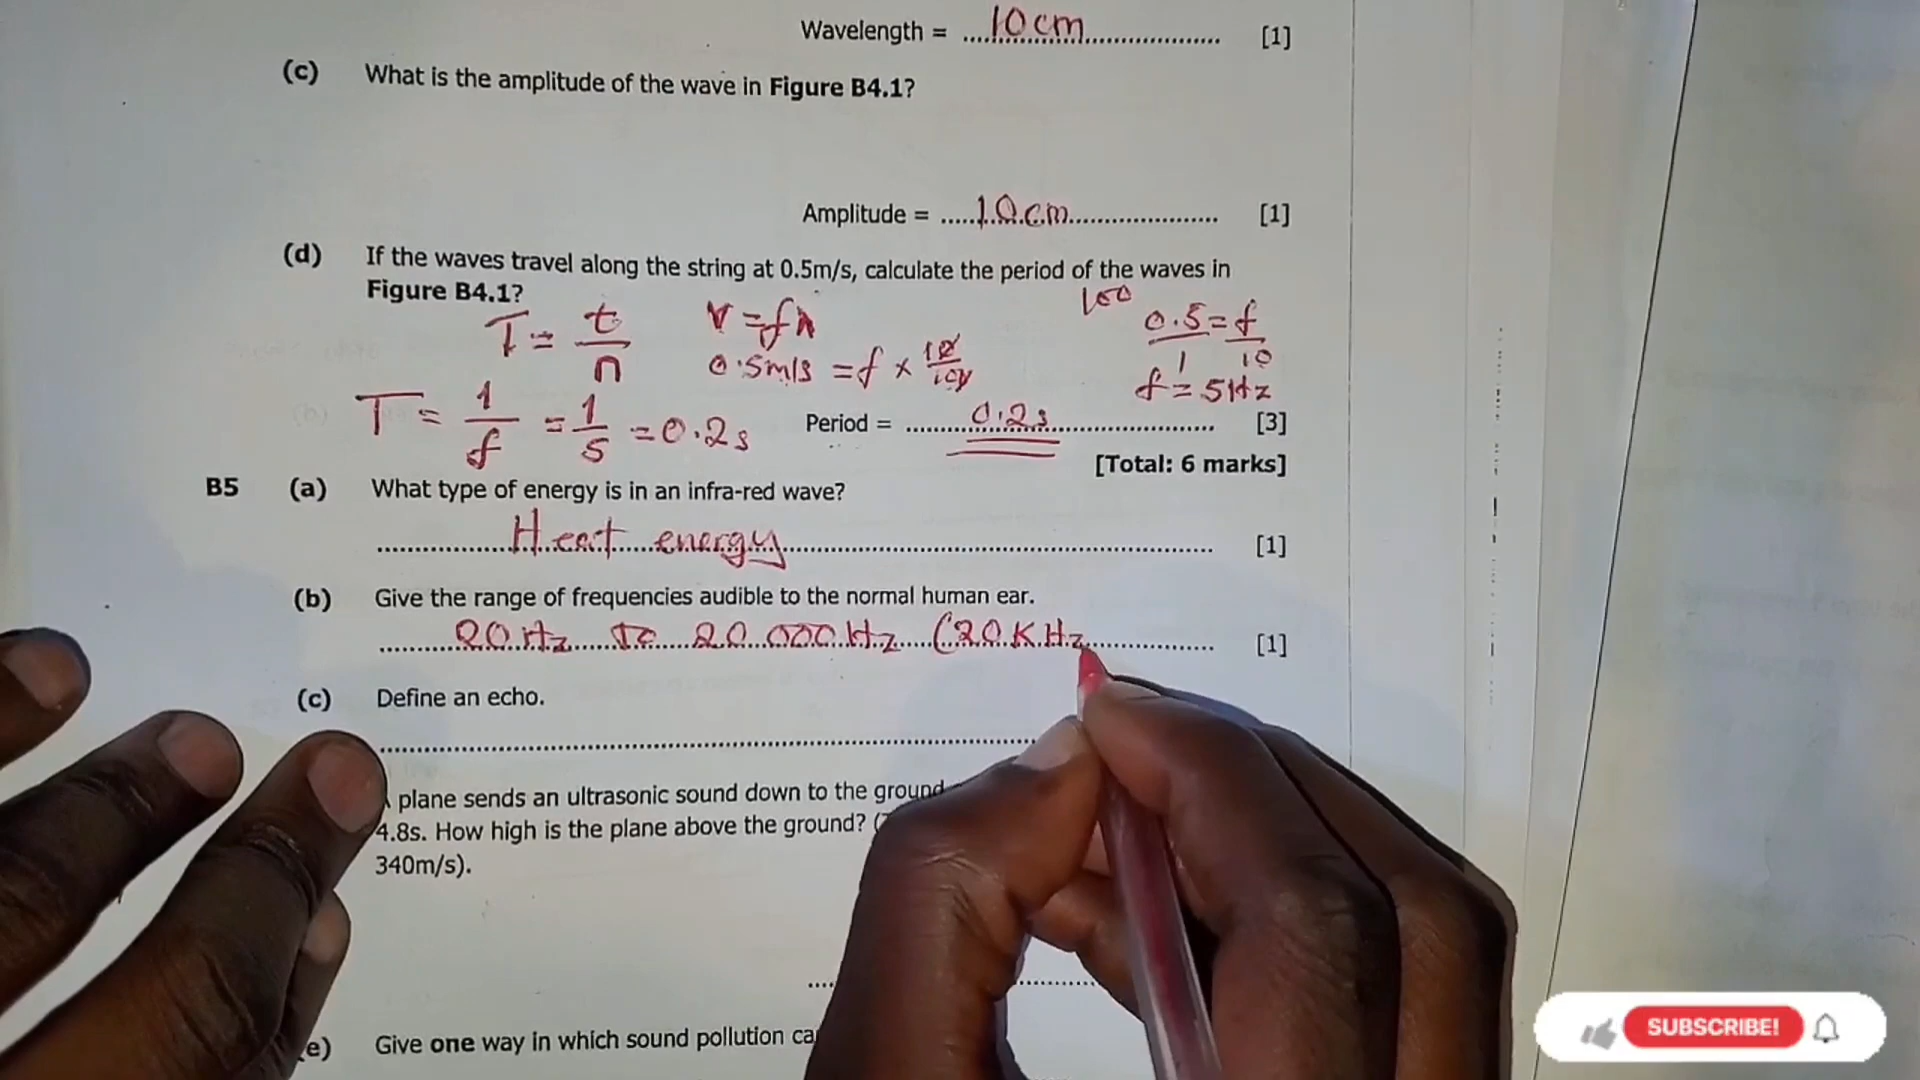 Wavelength = 10cm [1]
(c) What is the amplitude of the wave in Figure B4.1?
Amplitude = 10cm [1]
(d) If the waves travel along the string at 0.5m/s, calculate the period of the waves in
Figure B4.1?
T = t/n V = fλ 100 0.5/1 = f/10
0.5m/s = f × 10/100 f = 5Hz
T = 1/f = 1/5 = 0.2s Period = 0.2s [3]
[Total: 6 marks]
B5 (a) What type of energy is in an infra-red wave?
Heat energy [1]
(b) Give the range of frequencies audible to the normal human ear.
20Hz to 20 000Hz (20KHz [1]
(c) Define an echo.
plane sends an ultrasonic sound down to the ground
4.8s. How high is the plane above the ground? (
340m/s).
e) Give one way in which sound pollution ca
SUBSCRIBE!